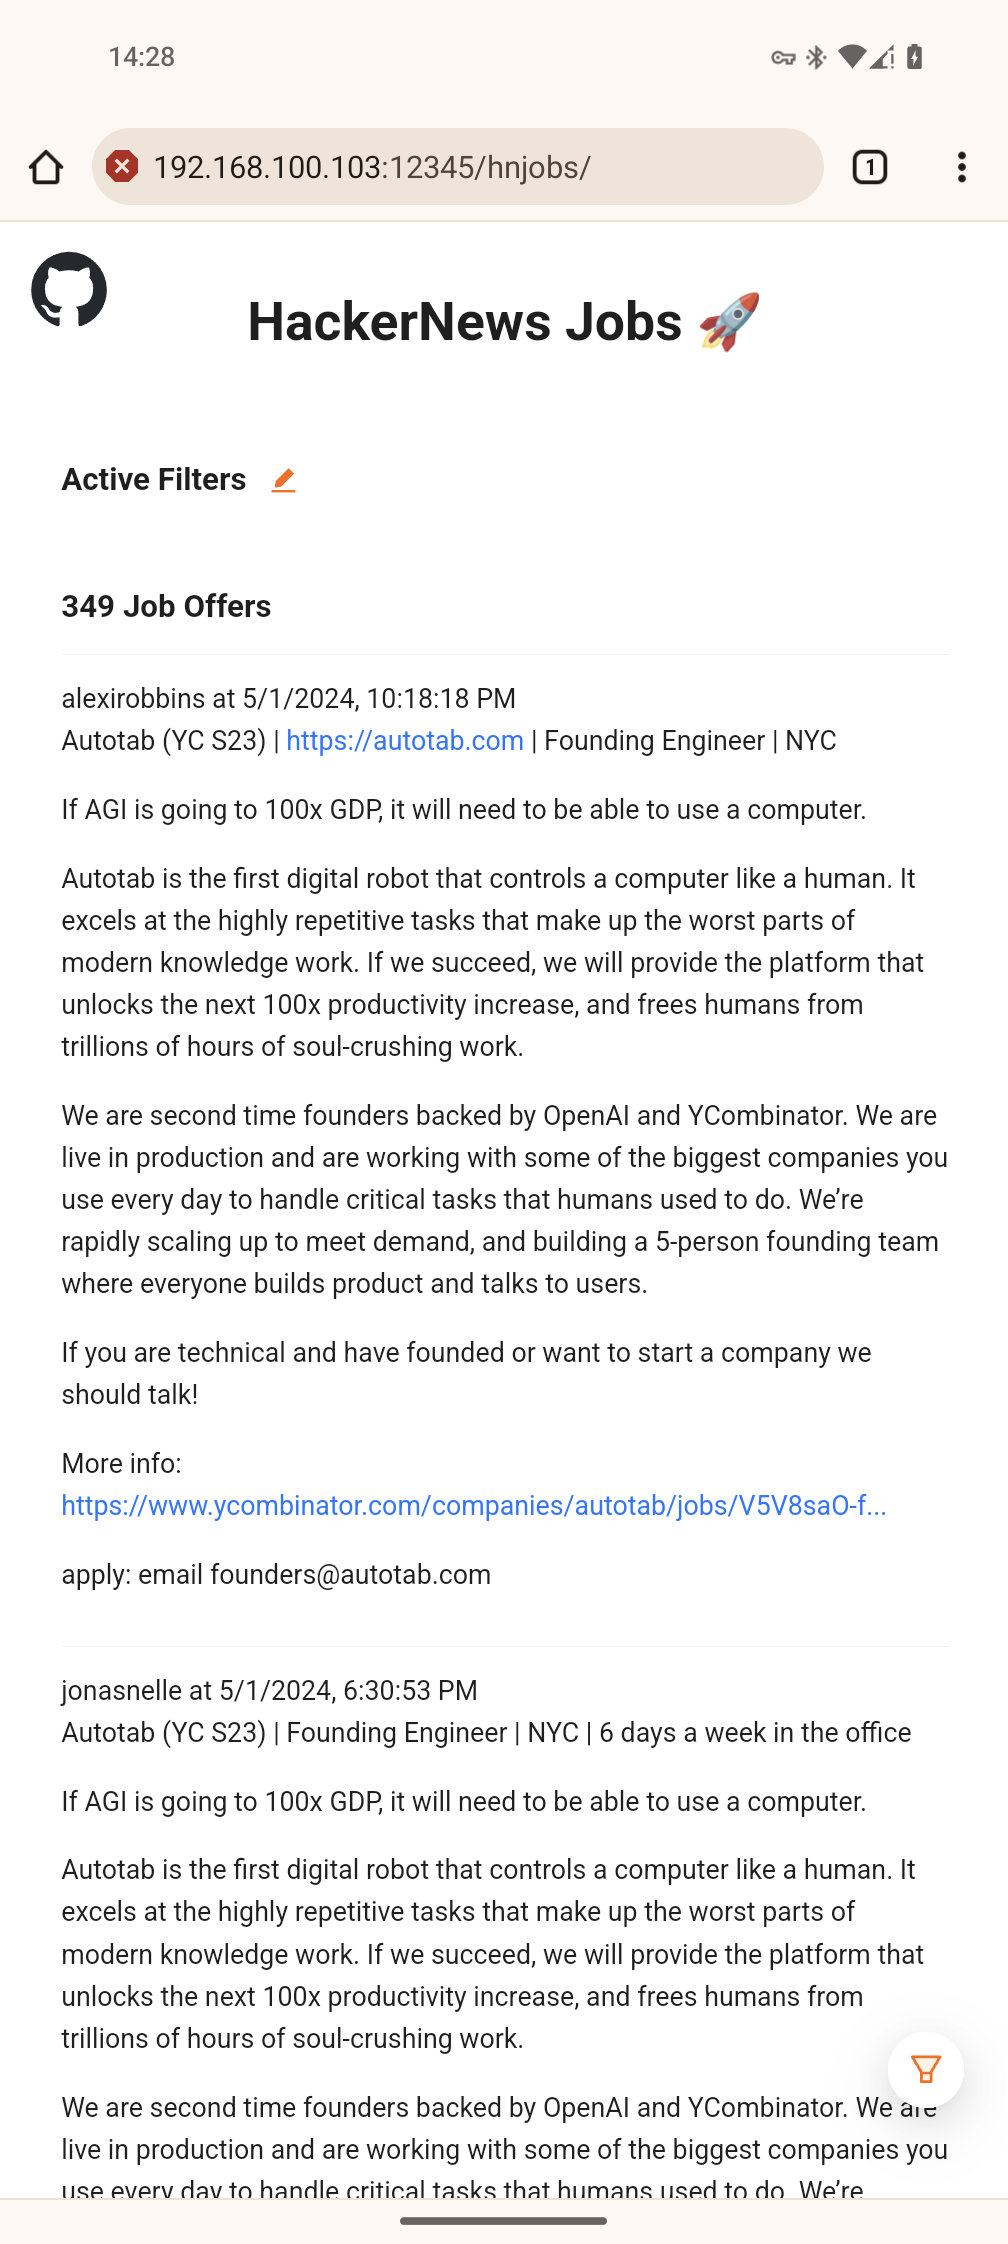 14:28
192.168.100.103:12345/hnjobs/
1
HackerNews Jobs 🚀
Active Filters
349 Job Offers
alexirobbins at 5/1/2024, 10:18:18 PM
Autotab (YC S23) | https://autotab.com | Founding Engineer | NYC
If AGI is going to 100x GDP, it will need to be able to use a computer.
Autotab is the first digital robot that controls a computer like a human. It
excels at the highly repetitive tasks that make up the worst parts of
modern knowledge work. If we succeed, we will provide the platform that
unlocks the next 100x productivity increase, and frees humans from
trillions of hours of soul-crushing work.
We are second time founders backed by OpenAI and YCombinator. We are
live in production and are working with some of the biggest companies you
use every day to handle critical tasks that humans used to do. We’re
rapidly scaling up to meet demand, and building a 5-person founding team
where everyone builds product and talks to users.
If you are technical and have founded or want to start a company we
should talk!
More info:
https://www.ycombinator.com/companies/autotab/jobs/V5V8saO-f...
apply: email founders@autotab.com
jonasnelle at 5/1/2024, 6:30:53 PM
Autotab (YC S23) | Founding Engineer | NYC | 6 days a week in the office
If AGI is going to 100x GDP, it will need to be able to use a computer.
Autotab is the first digital robot that controls a computer like a human. It
excels at the highly repetitive tasks that make up the worst parts of
modern knowledge work. If we succeed, we will provide the platform that
unlocks the next 100x productivity increase, and frees humans from
trillions of hours of soul-crushing work.
We are second time founders backed by OpenAI and YCombinator. We are
live in production and are working with some of the biggest companies you
use every day to handle critical tasks that humans used to do. We’re